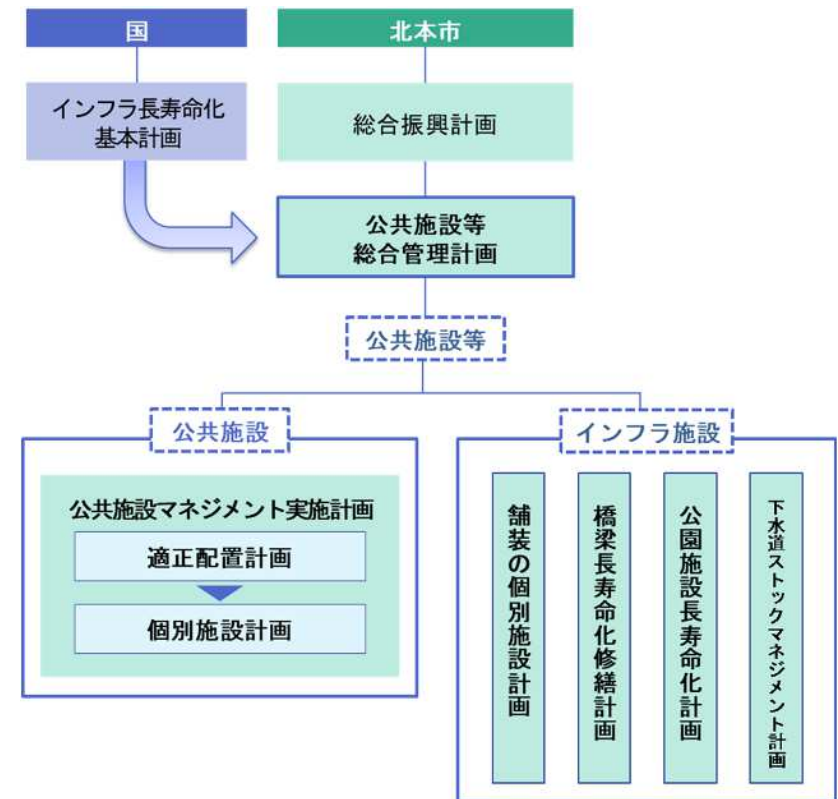 国
北本市
インフラ長寿命化
基本計画
総合振興計画
公共施設等
総合管理計画
公共施設等
公共施設
インフラ施設
公共施設マネジメント実施計画
適正配置計画
個別施設計画
舗装の個別施設計画
橋梁長寿命化修繕計画
公園施設長寿命化計画
下水道ストックマネジメント計画